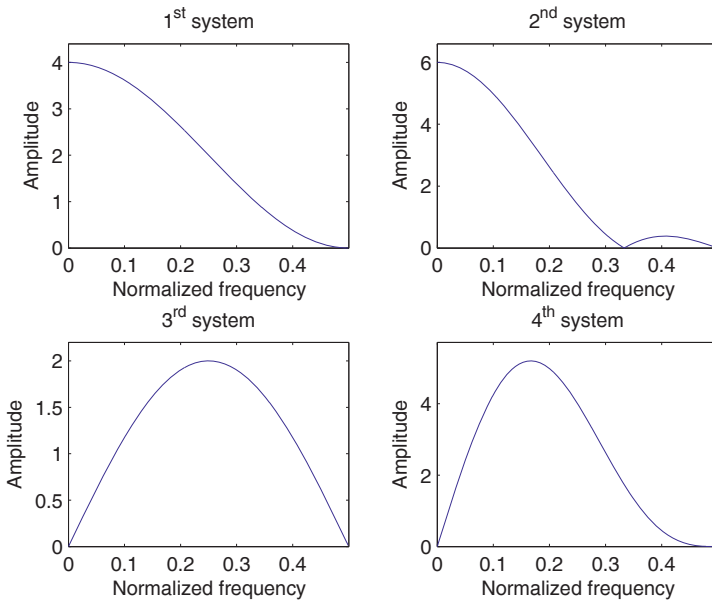 1st system
4
3
2
1
0
Amplitude
0 0.1 0.2 0.3 0.4
Normalized frequency
2nd system
6
4
2
0
Amplitude
0 0.1 0.2 0.3 0.4
Normalized frequency
3rd system
2
1.5
1
0.5
0
Amplitude
0 0.1 0.2 0.3 0.4
Normalized frequency
4th system
4
2
0
Amplitude
0 0.1 0.2 0.3 0.4
Normalized frequency